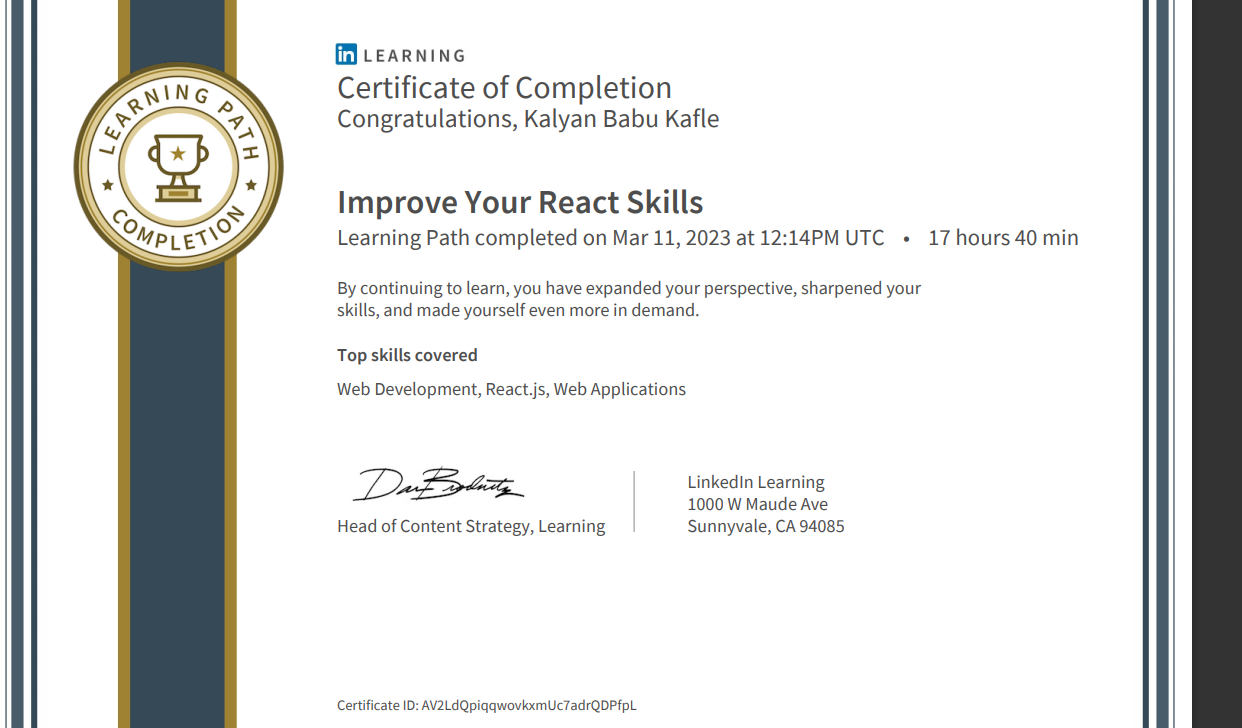 LEARNING PATH
COMPLETION
in LEARNING
Certificate of Completion
Congratulations, Kalyan Babu Kafle
Improve Your React Skills
Learning Path completed on Mar 11, 2023 at 12:14PM UTC • 17 hours 40 min
By continuing to learn, you have expanded your perspective, sharpened your
skills, and made yourself even more in demand.
Top skills covered
Web Development, React.js, Web Applications
Head of Content Strategy, Learning
LinkedIn Learning
1000 W Maude Ave
Sunnyvale, CA 94085
Certificate ID: AV2LdQpiqqwovkxmUc7adrQDPfpL